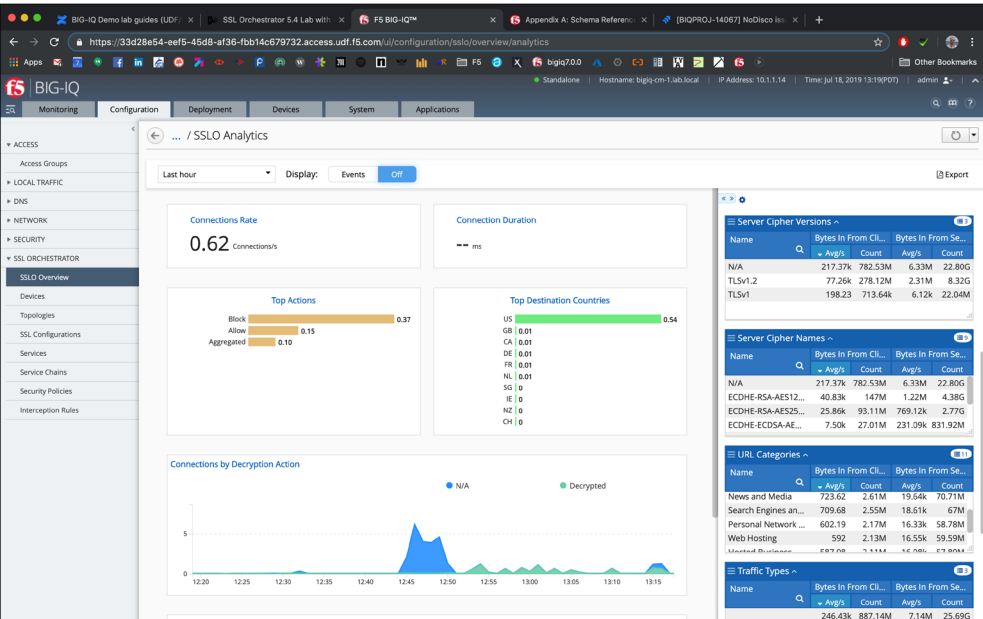 BIG-IQ Demo lab guides (UDF/
SSL Orchestrator 5.4 Lab with
F5 BIG-IQ™
Appendix A: Schema Referenc
[BIQPROJ-14067] NoDisco iss
https://33d28e54-eef5-45d8-af36-fbb14c679732.access.udf.f5.com/ui/configuration/sslo/overview/analytics
Apps
F5
bigiq7.0.0
Other Bookmarks
f5 BIG-IQ
Standalone
Hostname: bigiq-cm-1.lab.local
IP Address: 10.1.1.14
Time: Jul 18, 2019 13:19(PDT)
admin
Monitoring
Configuration
Deployment
Devices
System
Applications
ACCESS
Access Groups
LOCAL TRAFFIC
DNS
NETWORK
SECURITY
SSL ORCHESTRATOR
SSLO Overview
Devices
Topologies
SSL Configurations
Services
Service Chains
Security Policies
Interception Rules
... / SSLO Analytics
Last hour
Display:
Events
Off
Export
Connections Rate
0.62 Connections/s
Connection Duration
-- ms
Top Actions
Block 0.37
Allow 0.15
Aggregated 0.10
Top Destination Countries
US 0.54
GB 0.01
CA 0.01
DE 0.01
FR 0.01
NL 0.01
SG 0
IE 0
NZ 0
CH 0
Connections by Decryption Action
N/A
Decrypted
5
0
12:20 12:25 12:30 12:35 12:40 12:45 12:50 12:55 13:00 13:05 13:10 13:15
Server Cipher Versions 3
Name Bytes In From Cli... Bytes In From Se...
Avg/s Count Avg/s Count
N/A 217.37k 782.53M 6.33M 22.80G
TLSv1.2 77.26k 278.12M 2.31M 8.32G
TLSv1 198.23 713.64k 6.12k 22.04M
Server Cipher Names 9
Name Bytes In From Cli... Bytes In From Se...
Avg/s Count Avg/s Count
N/A 217.37k 782.53M 6.33M 22.80G
ECDHE-RSA-AES12... 40.83k 147M 1.22M 4.38G
ECDHE-RSA-AES25... 25.86k 93.11M 769.12k 2.77G
ECDHE-ECDSA-AE... 7.50k 27.01M 231.09k 831.92M
URL Categories 11
Name Bytes In From Cli... Bytes In From Se...
Avg/s Count Avg/s Count
News and Media 723.62 2.61M 19.64k 70.71M
Search Engines an... 709.68 2.55M 18.61k 67M
Personal Network ... 602.19 2.17M 16.33k 58.78M
Web Hosting 592 2.13M 16.55k 59.59M
Hosted Business... 587.08 2.11M 16.08k 57.80M
Traffic Types 3
Name Bytes In From Cli... Bytes In From Se...
Avg/s Count Avg/s Count
246.43k 887.14M 7.14M 25.69G